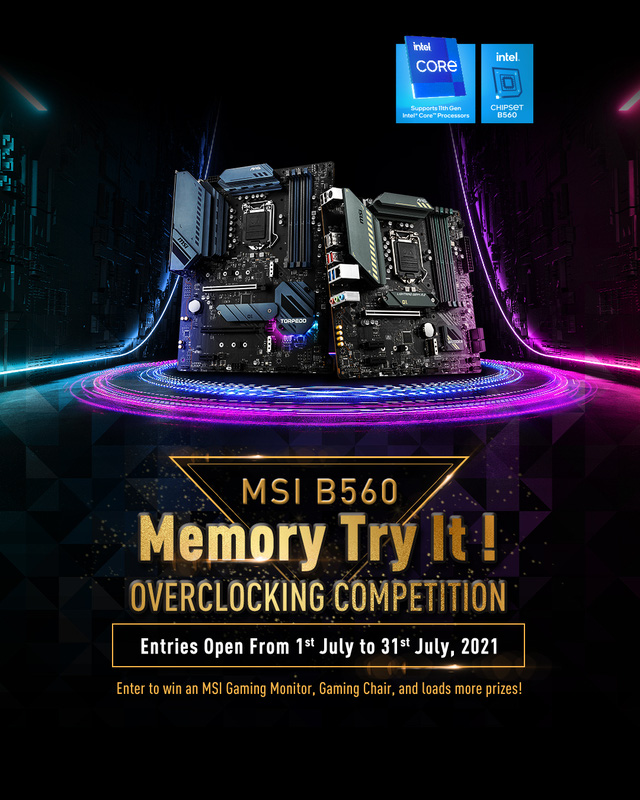 intel
CORE
Supports 11th Gen
Intel® Core™ Processors
intel.
CHIPSET
B560
msi
msi
TORPEDO
MSI B560
Memory Try It !
OVERCLOCKING COMPETITION
Entries Open From 1st July to 31st July, 2021
Enter to win an MSI Gaming Monitor, Gaming Chair, and loads more prizes!